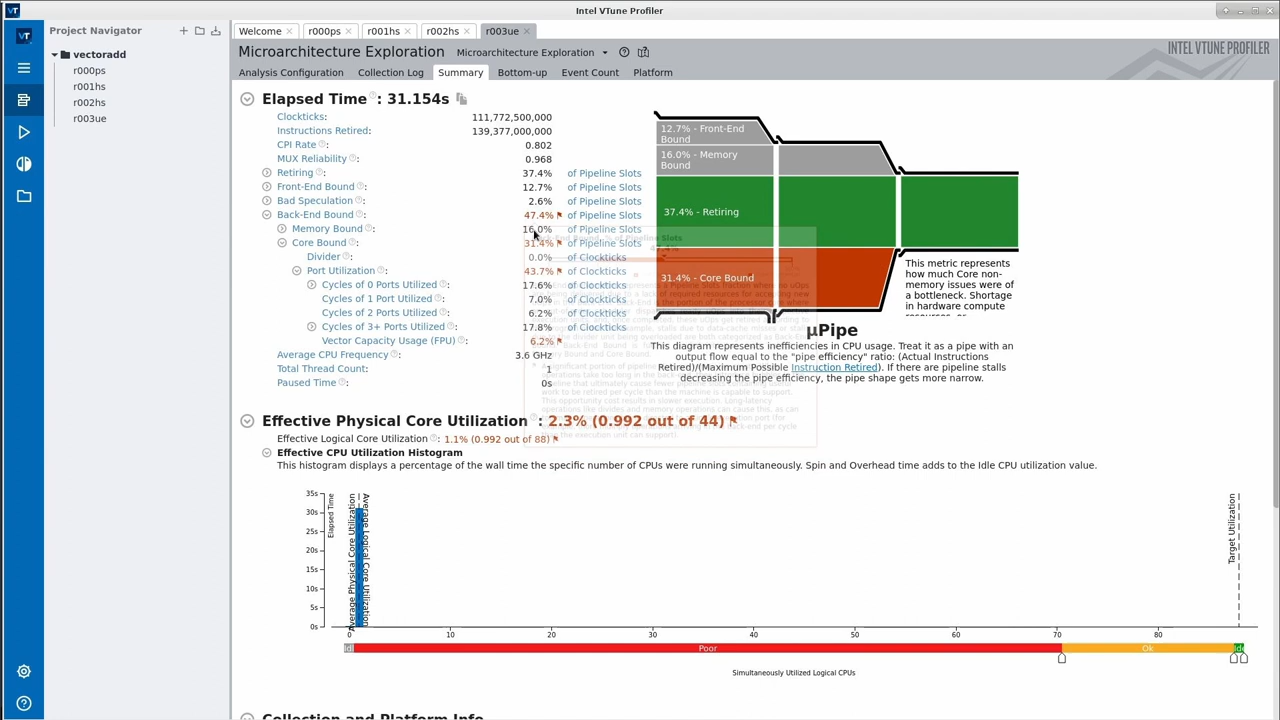 Intel VTune Profiler
VT
Project Navigator
vectoradd
r000ps
r001hs
r002hs
r003ue
Welcome
r000ps
r001hs
r002hs
r003ue
Microarchitecture Exploration
Microarchitecture Exploration
INTEL VTUNE PROFILER
Analysis Configuration
Collection Log
Summary
Bottom-up
Event Count
Platform
Elapsed Time : 31.154s
Clockticks: 111,772,500,000
Instructions Retired: 139,377,000,000
CPI Rate: 0.802
MUX Reliability: 0.968
Retiring: 37.4% of Pipeline Slots
Front-End Bound: 12.7% of Pipeline Slots
Bad Speculation: 2.6% of Pipeline Slots
Back-End Bound: 47.4% of Pipeline Slots
Memory Bound: 16.0% of Pipeline Slots
Core Bound: 31.4% of Pipeline Slots
Divider: 0.0% of Clockticks
Port Utilization: 43.7% of Clockticks
Cycles of 0 Ports Utilized: 17.6% of Clockticks
Cycles of 1 Port Utilized: 7.0% of Clockticks
Cycles of 2 Ports Utilized: 6.2% of Clockticks
Cycles of 3+ Ports Utilized: 17.8% of Clockticks
Vector Capacity Usage (FPU): 6.2%
Average CPU Frequency: 3.6 GHz
Total Thread Count: 1
Paused Time: 0s
12.7% - Front-End
Bound
16.0% - Memory
Bound
37.4% - Retiring
31.4% - Core Bound
This metric represents
how much Core non-
memory issues were of
a bottleneck. Shortage
in hardware compute
µPipe
This diagram represents inefficiencies in CPU usage. Treat it as a pipe with an
output flow equal to the "pipe efficiency" ratio: (Actual Instructions
Retired)/(Maximum Possible Instruction Retired). If there are pipeline stalls
decreasing the pipe efficiency, the pipe shape gets more narrow.
Effective Physical Core Utilization : 2.3% (0.992 out of 44)
Effective Logical Core Utilization: 1.1% (0.992 out of 88)
Effective CPU Utilization Histogram
This histogram displays a percentage of the wall time the specific number of CPUs were running simultaneously. Spin and Overhead time adds to the Idle CPU utilization value.
35s
30s
25s
20s
15s
10s
5s
0s
Elapsed Time
Average Physical Core Utilization
Average Logical Core Utilization
Target Utilization
0 10 20 30 40 50 60 70 80
Poor
Ok
Simultaneously Utilized Logical CPUs
Collection and Platform Info